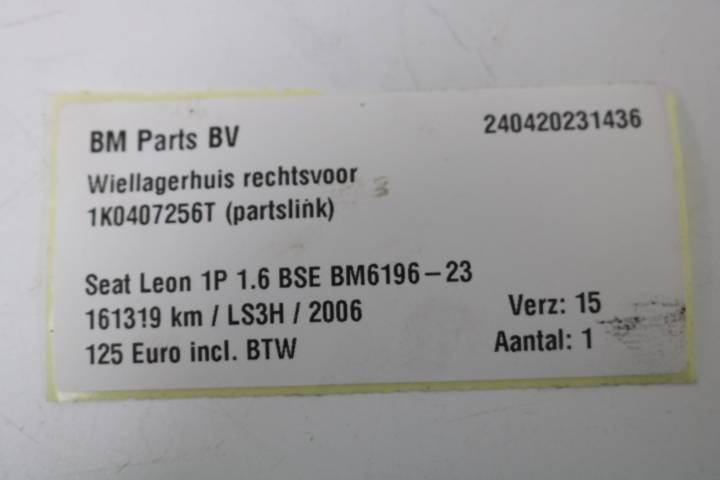 BM Parts BV 240420231436
Wiellagerhuis rechtsvoor
1K0407256T (partslink)
Seat Leon 1P 1.6 BSE BM6196-23
161319 km / LS3H / 2006 Verz: 15
125 Euro incl. BTW Aantal: 1